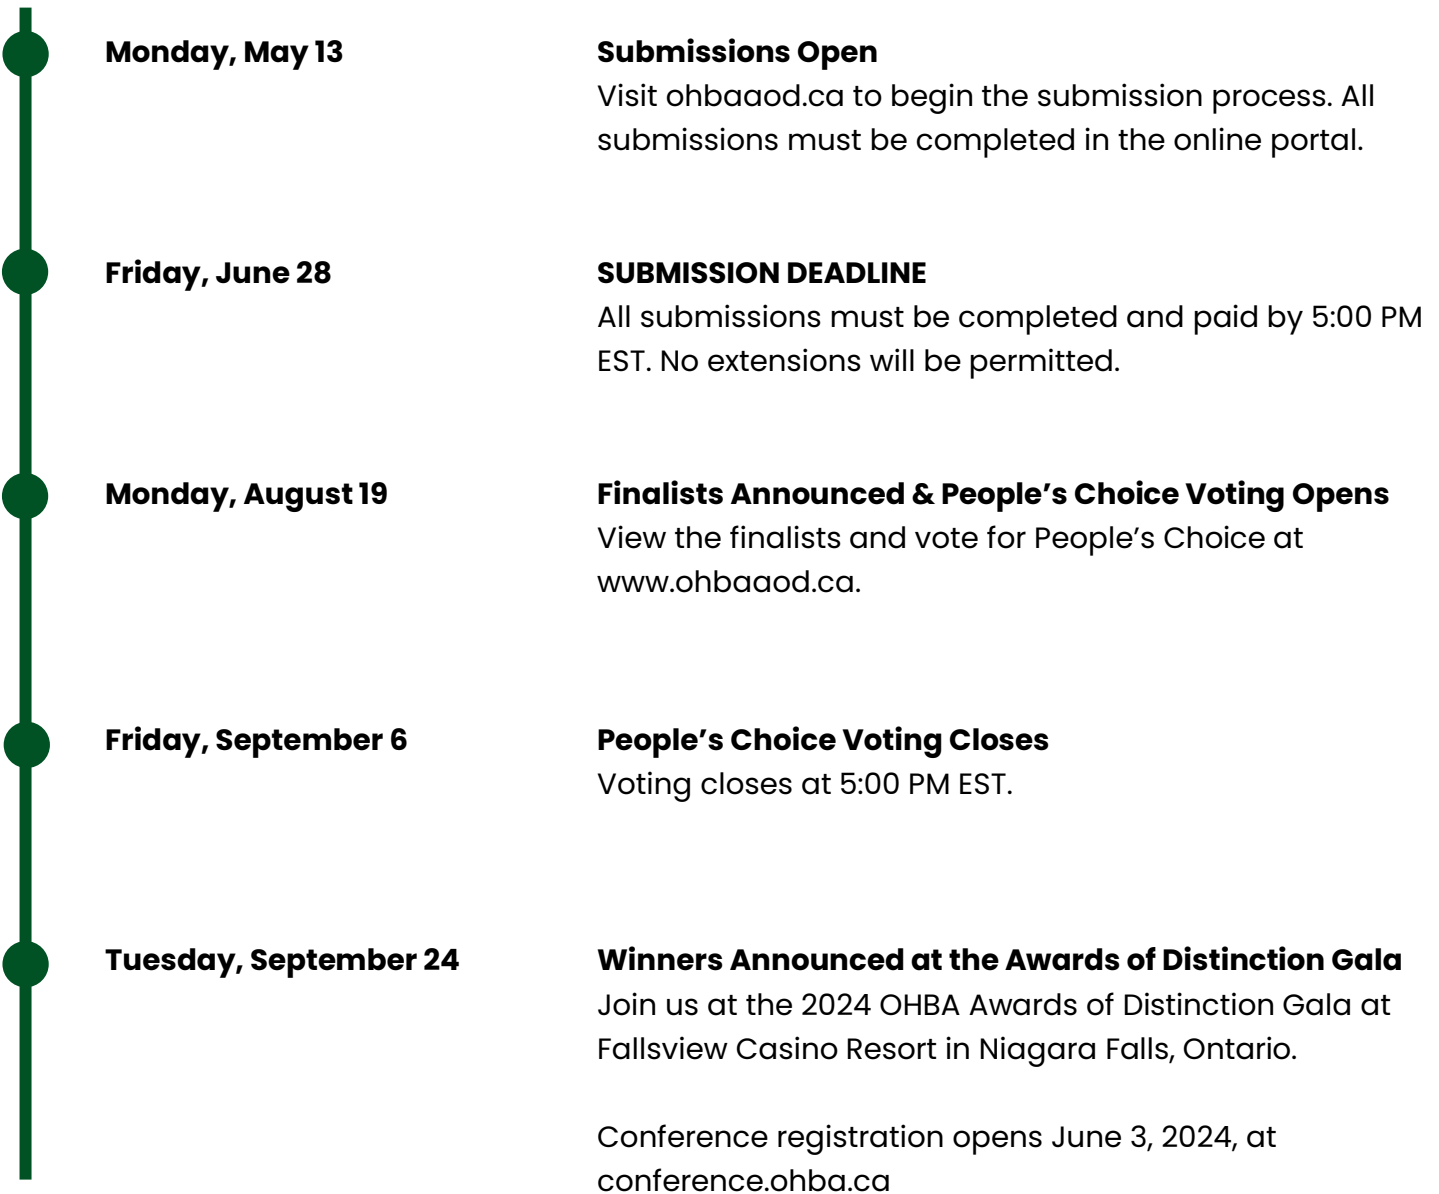 Monday, May 13
Submissions Open
Visit ohbaaod.ca to begin the submission process. All
submissions must be completed in the online portal.
Friday, June 28
SUBMISSION DEADLINE
All submissions must be completed and paid by 5:00 PM
EST. No extensions will be permitted.
Monday, August 19
Finalists Announced & People’s Choice Voting Opens
View the finalists and vote for People’s Choice at
www.ohbaaod.ca.
Friday, September 6
People’s Choice Voting Closes
Voting closes at 5:00 PM EST.
Tuesday, September 24
Winners Announced at the Awards of Distinction Gala
Join us at the 2024 OHBA Awards of Distinction Gala at
Fallsview Casino Resort in Niagara Falls, Ontario.
Conference registration opens June 3, 2024, at
conference.ohba.ca